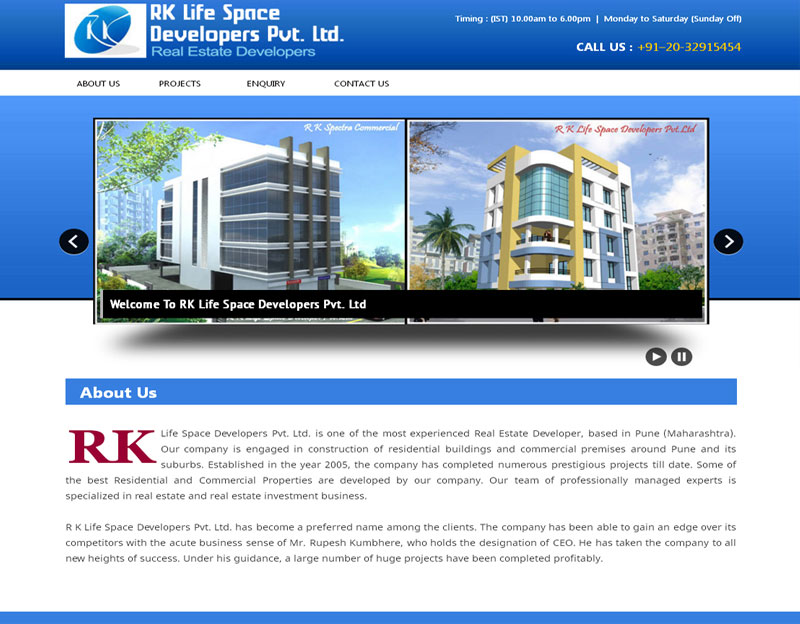 RK Life Space
Developers Pvt. Ltd.
Real Estate Developers
Timing : (IST) 10.00am to 6.00pm | Monday to Saturday (Sunday Off)
CALL US : +91–20-32915454
ABOUT US PROJECTS ENQUIRY CONTACT US
R K Spectra Commercial
R K Life Space Developers Pvt.Ltd
Welcome To RK Life Space Developers Pvt. Ltd
About Us
RK Life Space Developers Pvt. Ltd. is one of the most experienced Real Estate Developer, based in Pune (Maharashtra).
Our company is engaged in construction of residential buildings and commercial premises around Pune and its
suburbs. Established in the year 2005, the company has completed numerous prestigious projects till date. Some of
the best Residential and Commercial Properties are developed by our company. Our team of professionally managed experts is
specialized in real estate and real estate investment business.
R K Life Space Developers Pvt. Ltd. has become a preferred name among the clients. The company has been able to gain an edge over its
competitors with the acute business sense of Mr. Rupesh Kumbhere, who holds the designation of CEO. He has taken the company to all
new heights of success. Under his guidance, a large number of huge projects have been completed profitably.